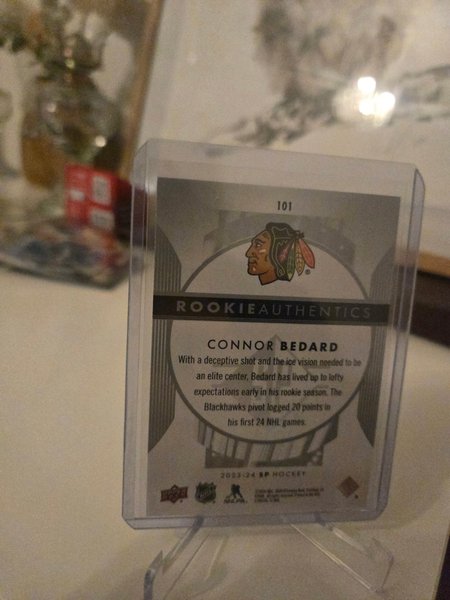 101
ROOKIEAUTHENTICS
CONNOR BEDARD
With a deceptive shot and the ice vision needed to be
an elite center, Bedard has lived up to lofty
expectations early in his rookie season. The
Blackhawks pivot logged 20 points in
his first 24 NHL games.
2023-24 SP HOCKEY
NHL
NHLPA